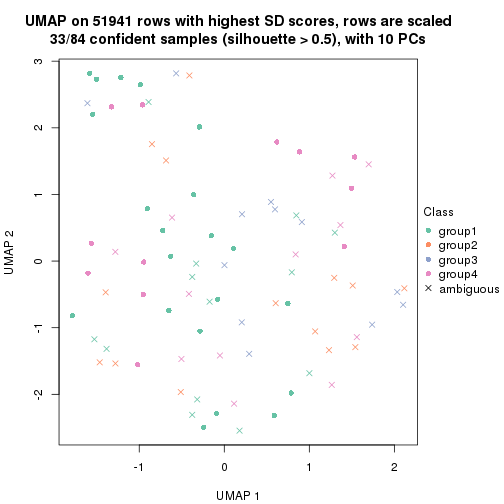 UMAP on 51941 rows with highest SD scores, rows are scaled
33/84 confident samples (silhouette > 0.5), with 10 PCs
3
2
1
0
-1
-2
UMAP 2
-1
0
1
2
UMAP 1
Class
group1
group2
group3
group4
ambiguous